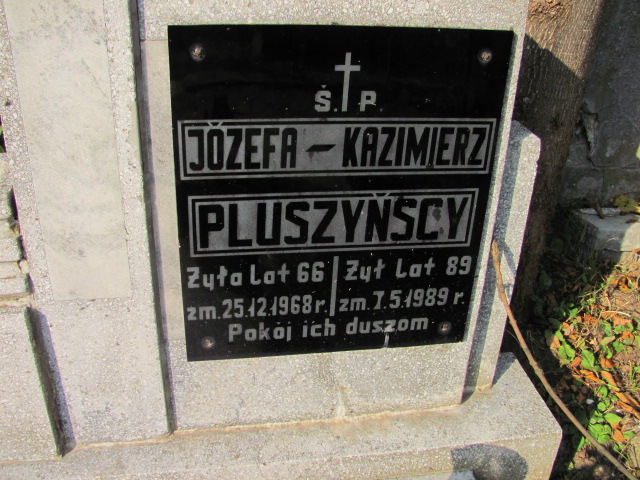 Ś. P.
JÓZEFA - KAZIMIERZ
PLUSZYŃSCY
Żyła Lat 66 Żył Lat 89
zm. 25.12.1968 r. zm. 7.5.1989 r.
Pokój ich duszom